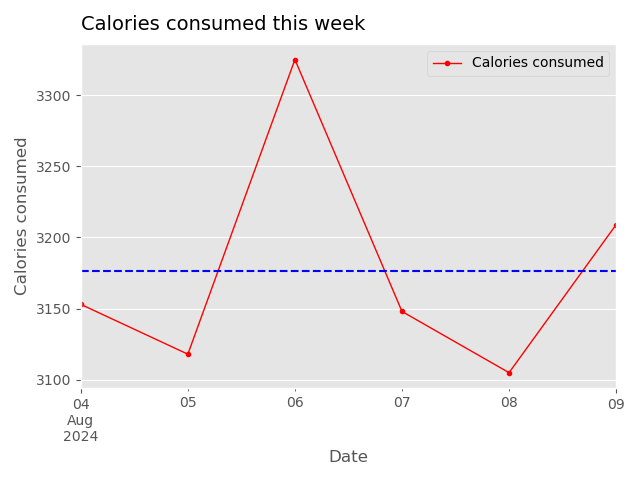 Calories consumed this week
Calories consumed
3300
3250
3200
3150
3100
Calories consumed
04 05 06 07 08 09
Aug
2024
Date